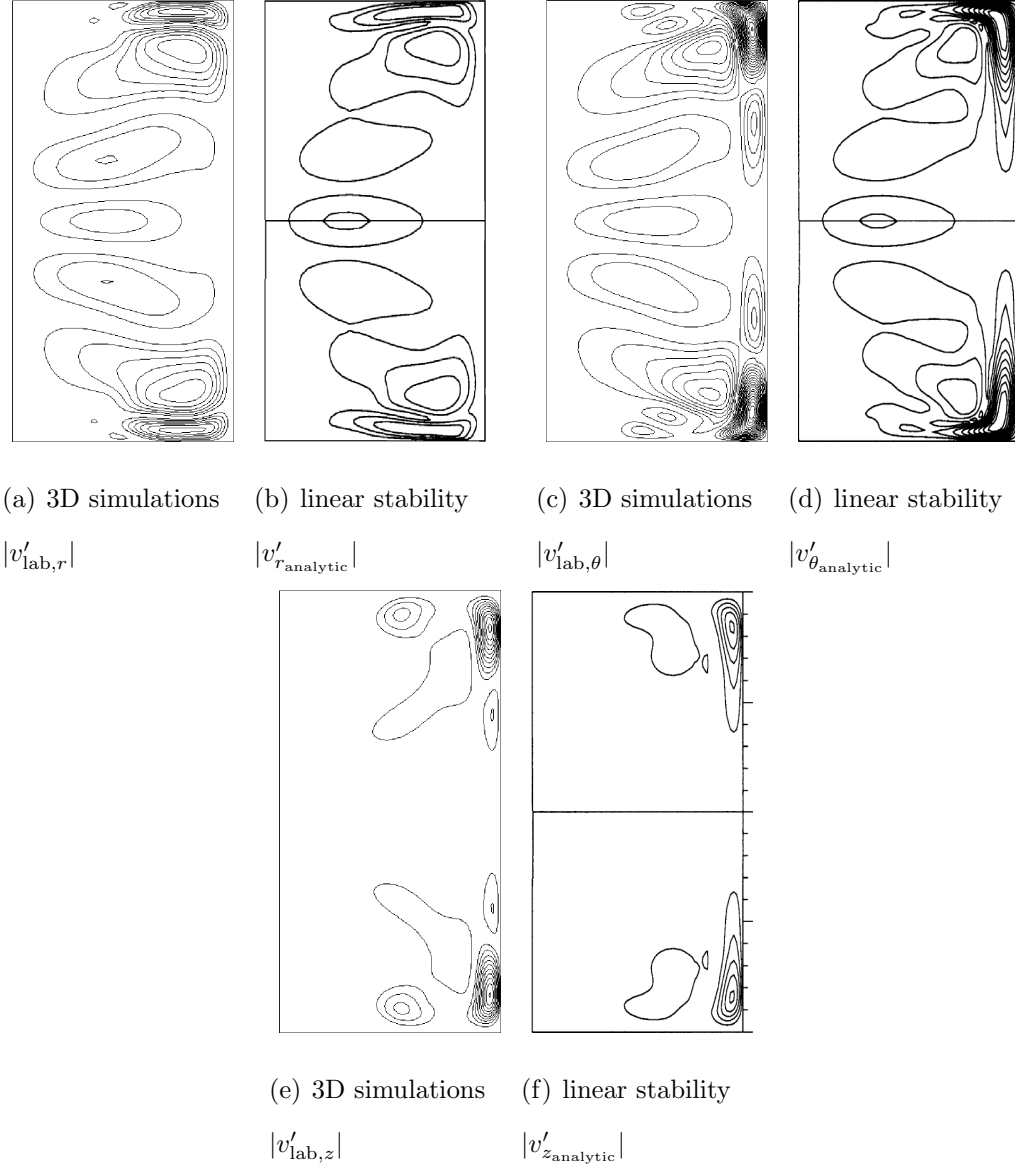 (a) 3D simulations
|v′lab,r|
(b) linear stability
|v′ranalytic|
(c) 3D simulations
|v′lab,θ|
(d) linear stability
|v′θanalytic|
(e) 3D simulations
|v′lab,z|
(f) linear stability
|v′zanalytic|